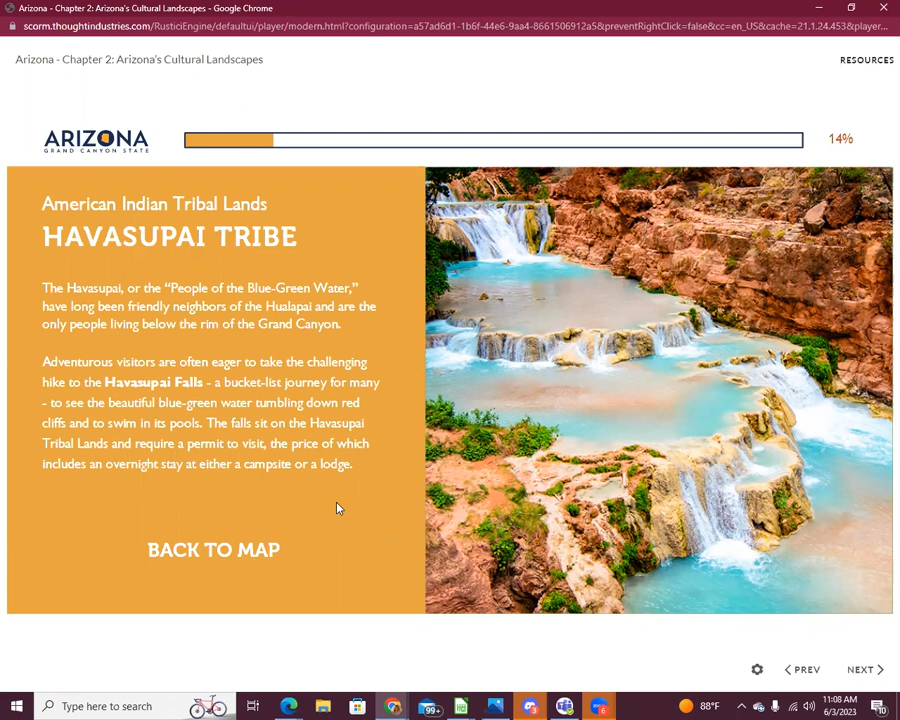 Arizona - Chapter 2: Arizona's Cultural Landscapes - Google Chrome
scorm.thoughtindustries.com/RusticiEngine/defaultui/player/modern.html?configuration=a57ad6d1-1b6f-44e6-9aa4-8661506912a5&preventRightClick=false&cc=en_US&cache=21.1.24.453&player...
Arizona - Chapter 2: Arizona's Cultural Landscapes
RESOURCES
ARIZONA
GRAND CANYON STATE
14%
American Indian Tribal Lands
HAVASUPAI TRIBE
The Havasupai, or the “People of the Blue-Green Water,”
have long been friendly neighbors of the Hualapai and are the
only people living below the rim of the Grand Canyon.
Adventurous visitors are often eager to take the challenging
hike to the Havasupai Falls - a bucket-list journey for many
- to see the beautiful blue-green water tumbling down red
cliffs and to swim in its pools. The falls sit on the Havasupai
Tribal Lands and require a permit to visit, the price of which
includes an overnight stay at either a campsite or a lodge.
BACK TO MAP
PREV
NEXT
Type here to search
99+
3
6
88°F
11:08 AM
6/3/2023
10